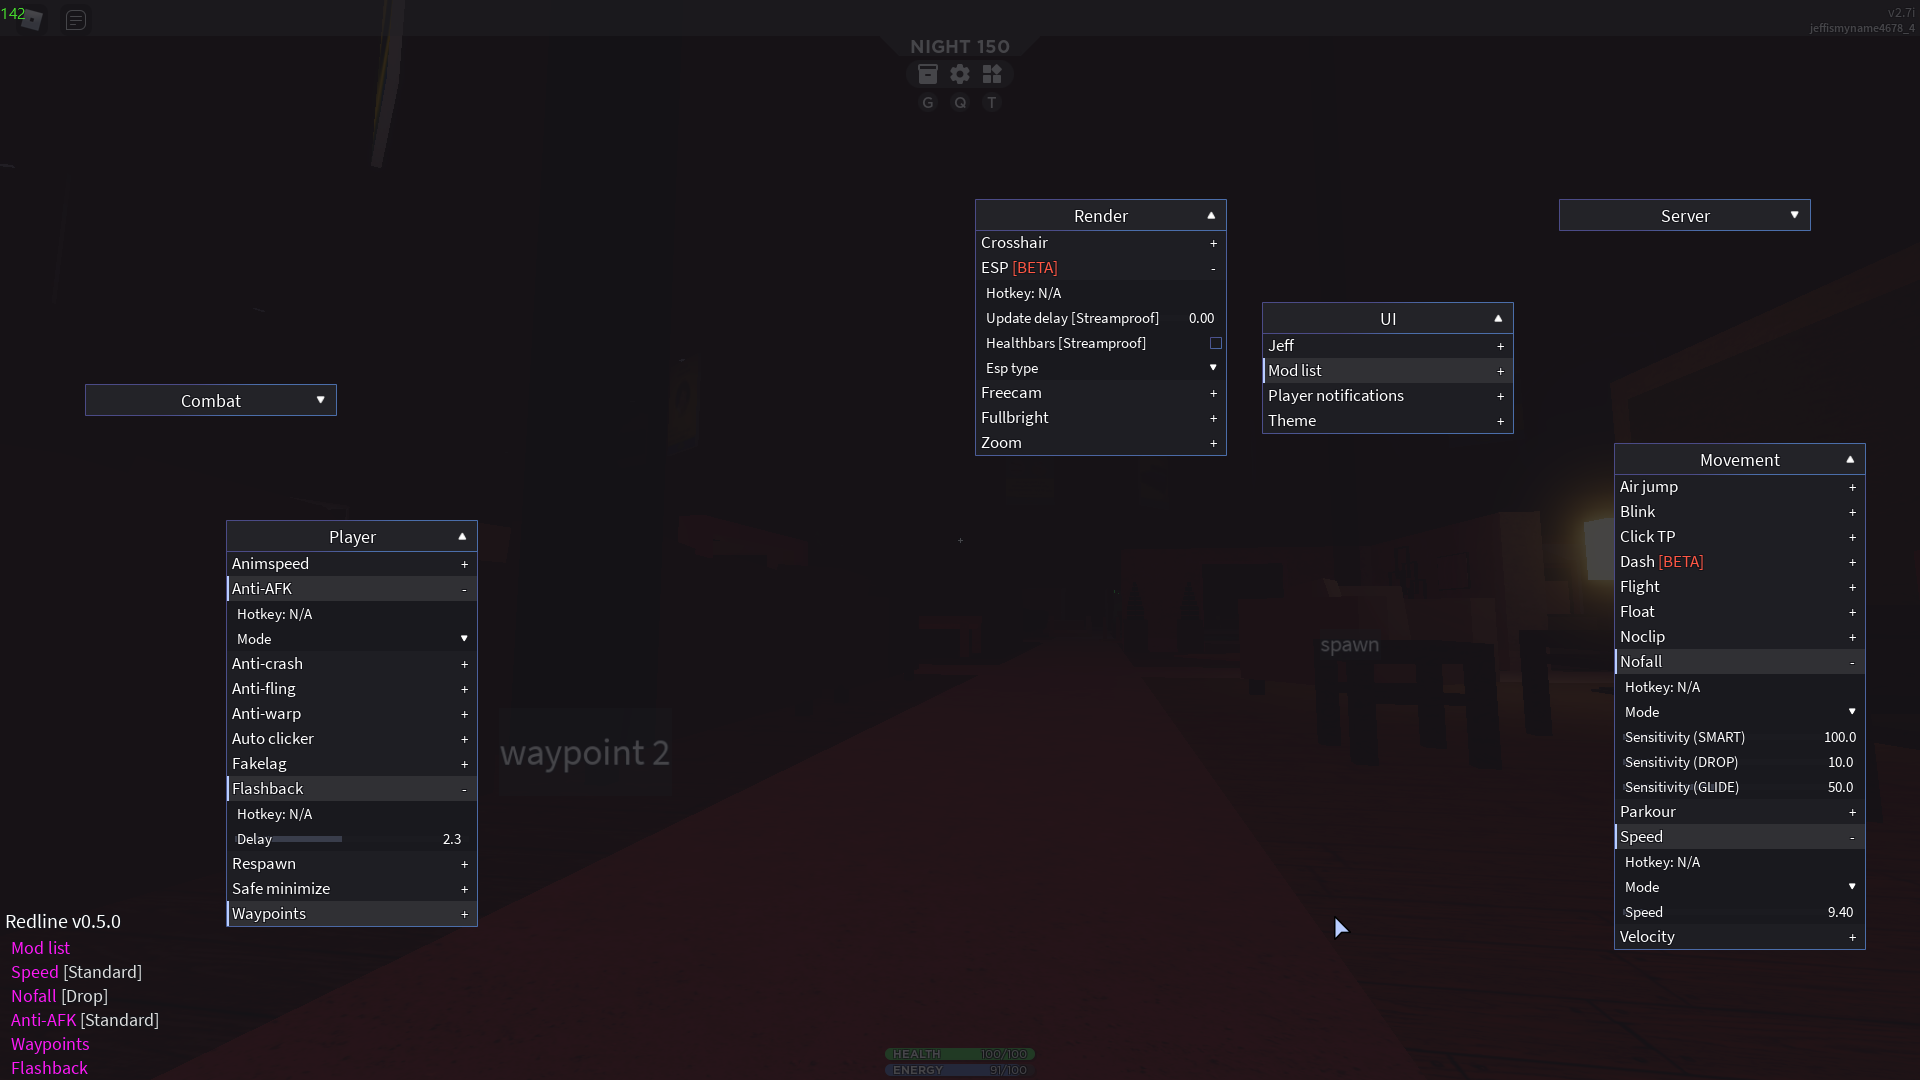 142
v2.7i
jeffismyname4678_4
NIGHT 150
G Q T
Render
Crosshair +
ESP [BETA] -
Hotkey: N/A
Update delay [Streamproof] 0.00
Healthbars [Streamproof]
Esp type
Freecam +
Fullbright +
Zoom +
Server
UI
Jeff +
Mod list +
Player notifications +
Theme +
Combat
Movement
Air jump +
Blink +
Click TP +
Dash [BETA] +
Flight +
Float +
Noclip +
Nofall -
Hotkey: N/A
Mode
Sensitivity (SMART) 100.0
Sensitivity (DROP) 10.0
Sensitivity (GLIDE) 50.0
Parkour +
Speed -
Hotkey: N/A
Mode
Speed 9.40
Velocity +
Player
Animspeed +
Anti-AFK -
Hotkey: N/A
Mode
Anti-crash +
Anti-fling +
Anti-warp +
Auto clicker +
Fakelag +
Flashback -
Hotkey: N/A
Delay 2.3
Respawn +
Safe minimize +
Waypoints +
spawn
waypoint 2
Redline v0.5.0
Mod list
Speed [Standard]
Nofall [Drop]
Anti-AFK [Standard]
Waypoints
Flashback
HEALTH 100/100
ENERGY 91/100